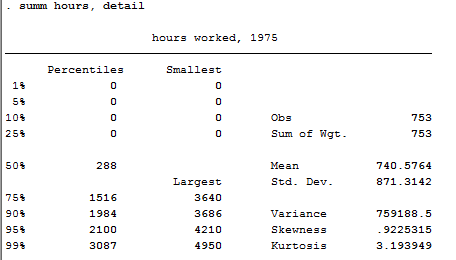 . summ hours, detail
hours worked, 1975
Percentiles Smallest
1% 0 0
5% 0 0
10% 0 0 Obs 753
25% 0 0 Sum of Wgt. 753
50% 288 Mean 740.5764
Largest Std. Dev. 871.3142
75% 1516 3640
90% 1984 3686 Variance 759188.5
95% 2100 4210 Skewness .9225315
99% 3087 4950 Kurtosis 3.193949